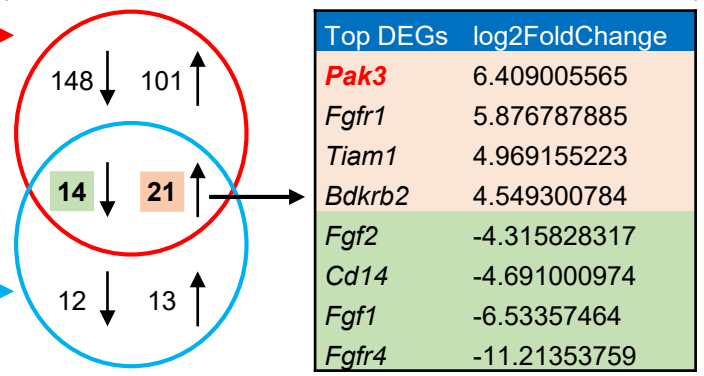 148 101
14 21
12 13
Top DEGs log2FoldChange
Pak3 6.409005565
Fgfr1 5.876787885
Tiam1 4.969155223
Bdkrb2 4.549300784
Fgf2 -4.315828317
Cd14 -4.691000974
Fgf1 -6.53357464
Fgfr4 -11.21353759